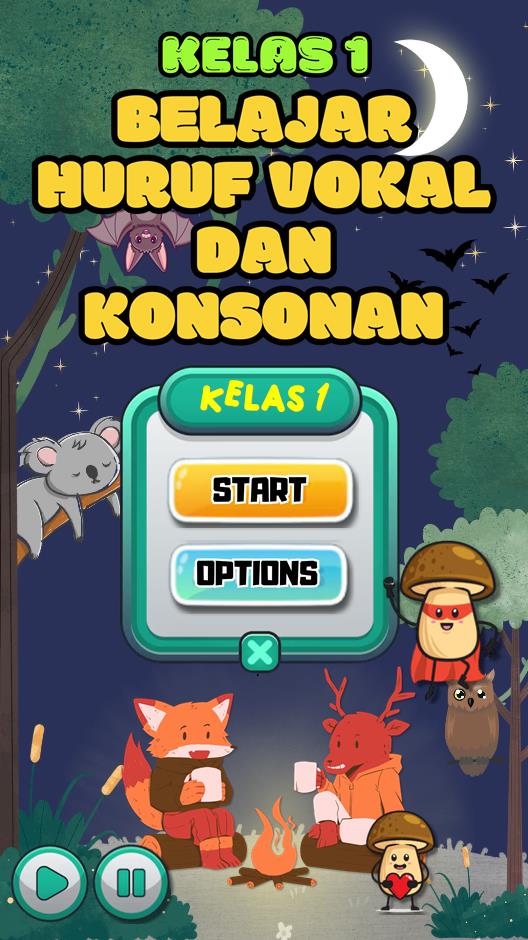 KELAS 1
BELAJAR
HURUF VOKAL
DAN
KONSONAN
KELAS 1
START
OPTIONS